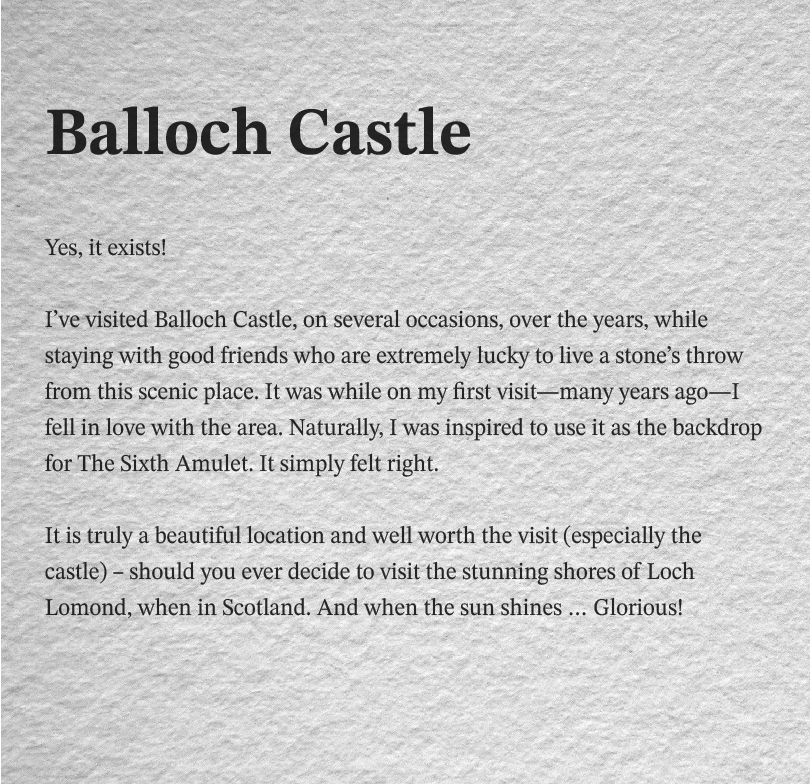 Balloch Castle
Yes, it exists!
I’ve visited Balloch Castle, on several occasions, over the years, while
staying with good friends who are extremely lucky to live a stone’s throw
from this scenic place. It was while on my first visit—many years ago—I
fell in love with the area. Naturally, I was inspired to use it as the backdrop
for The Sixth Amulet. It simply felt right.
It is truly a beautiful location and well worth the visit (especially the
castle) – should you ever decide to visit the stunning shores of Loch
Lomond, when in Scotland. And when the sun shines … Glorious!